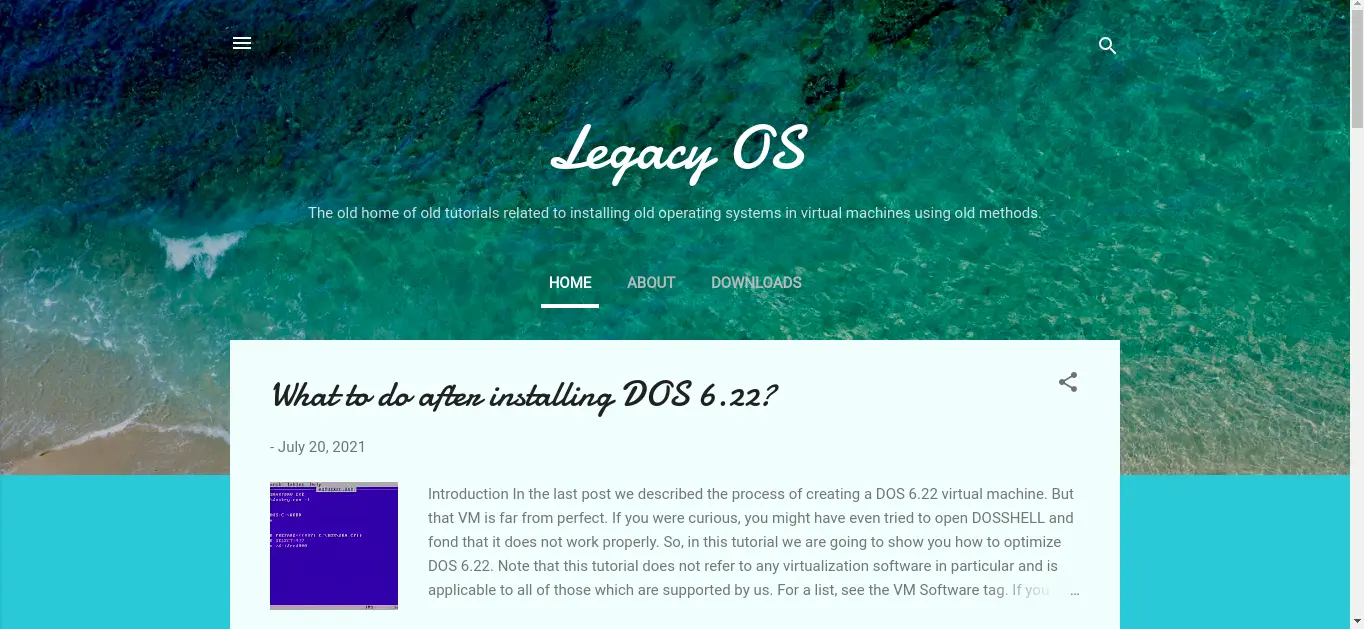 Legacy OS
The old home of old tutorials related to installing old operating systems in virtual machines using old methods.
HOME ABOUT DOWNLOADS
What to do after installing DOS 6.22?
- July 20, 2021
Introduction In the last post we described the process of creating a DOS 6.22 virtual machine. But
that VM is far from perfect. If you were curious, you might have even tried to open DOSSHELL and
fond that it does not work properly. So, in this tutorial we are going to show you how to optimize
DOS 6.22. Note that this tutorial does not refer to any virtualization software in particular and is
applicable to all of those which are supported by us. For a list, see the VM Software tag. If you ...